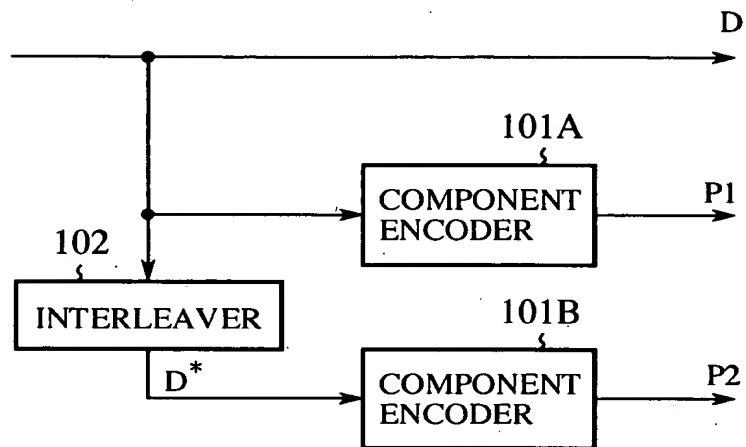 D
101A
COMPONENT
ENCODER
P1
102
INTERLEAVER
D*
101B
COMPONENT
ENCODER
P2